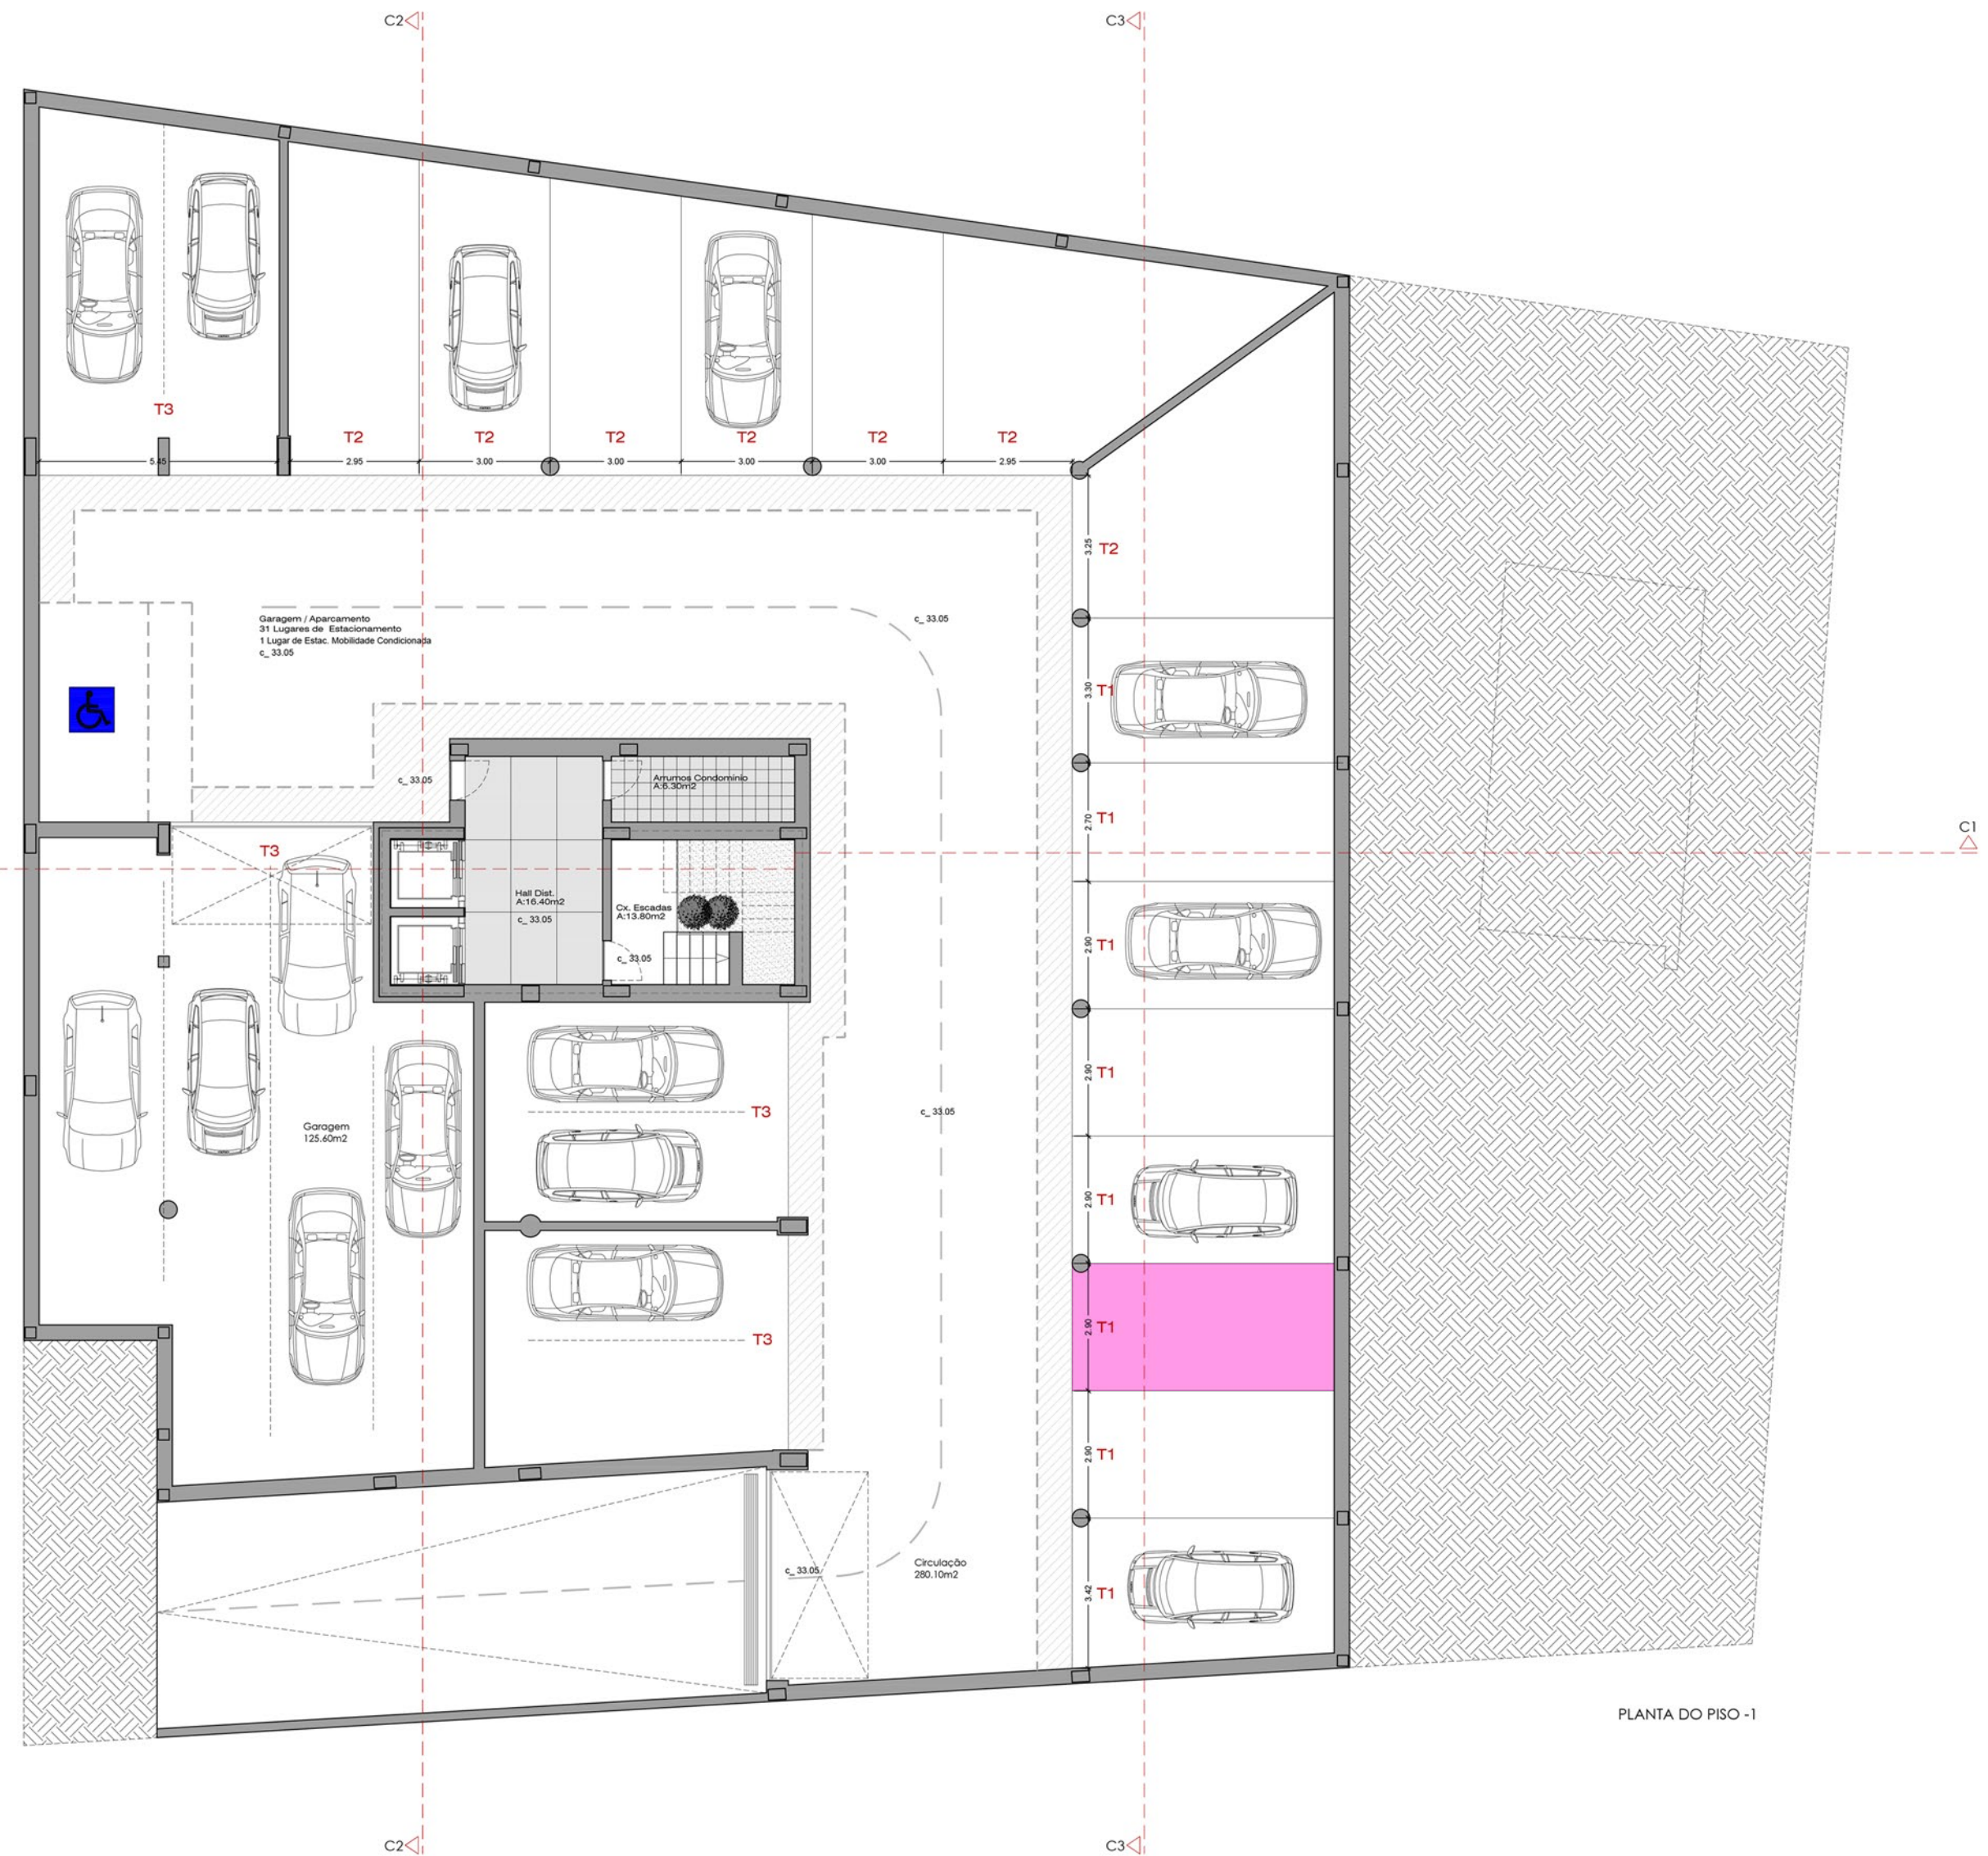 C2
C3
T3
T2
T2
T2
T2
T2
T2
5.45
2.95
3.00
3.00
3.00
3.00
2.95
3.25
T2
Garagem / Aparcamento
31 Lugares de Estacionamento
1 Lugar de Estac. Mobilidade Condicionada
c_ 33.05
c_ 33.05
3.30
T1
c_ 33.05
Arrumos Condominio
A:6.30m2
2.70
T1
C1
T3
Hall Dist.
A:16.40m2
c_ 33.05
Cx. Escadas
A:13.80m2
c_ 33.05
2.90
T1
2.90
T1
T3
c_ 33.05
Garagem
125.60m2
2.90
T1
T3
2.90
T1
2.90
T1
c_ 33.05
Circulação
280.10m2
3.42
T1
PLANTA DO PISO -1
C2
C3